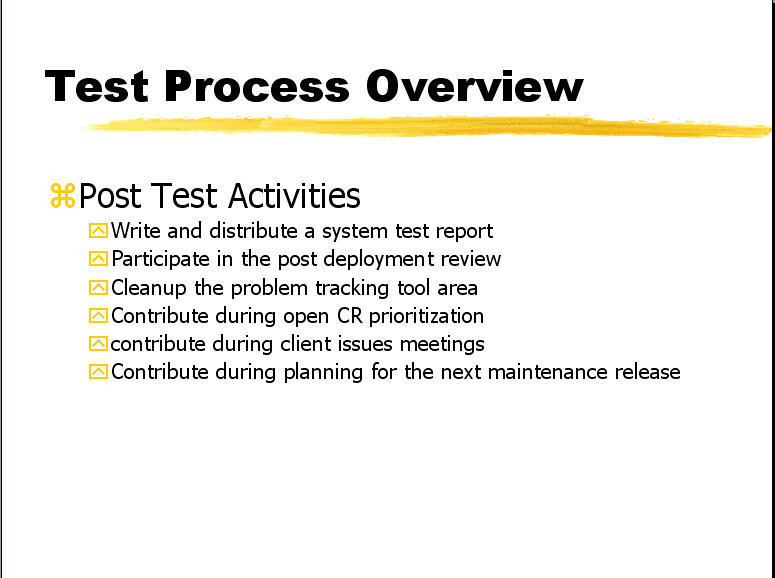 Test Process Overview
Post Test Activities
Write and distribute a system test report
Participate in the post deployment review
Cleanup the problem tracking tool area
Contribute during open CR prioritization
contribute during client issues meetings
Contribute during planning for the next maintenance release